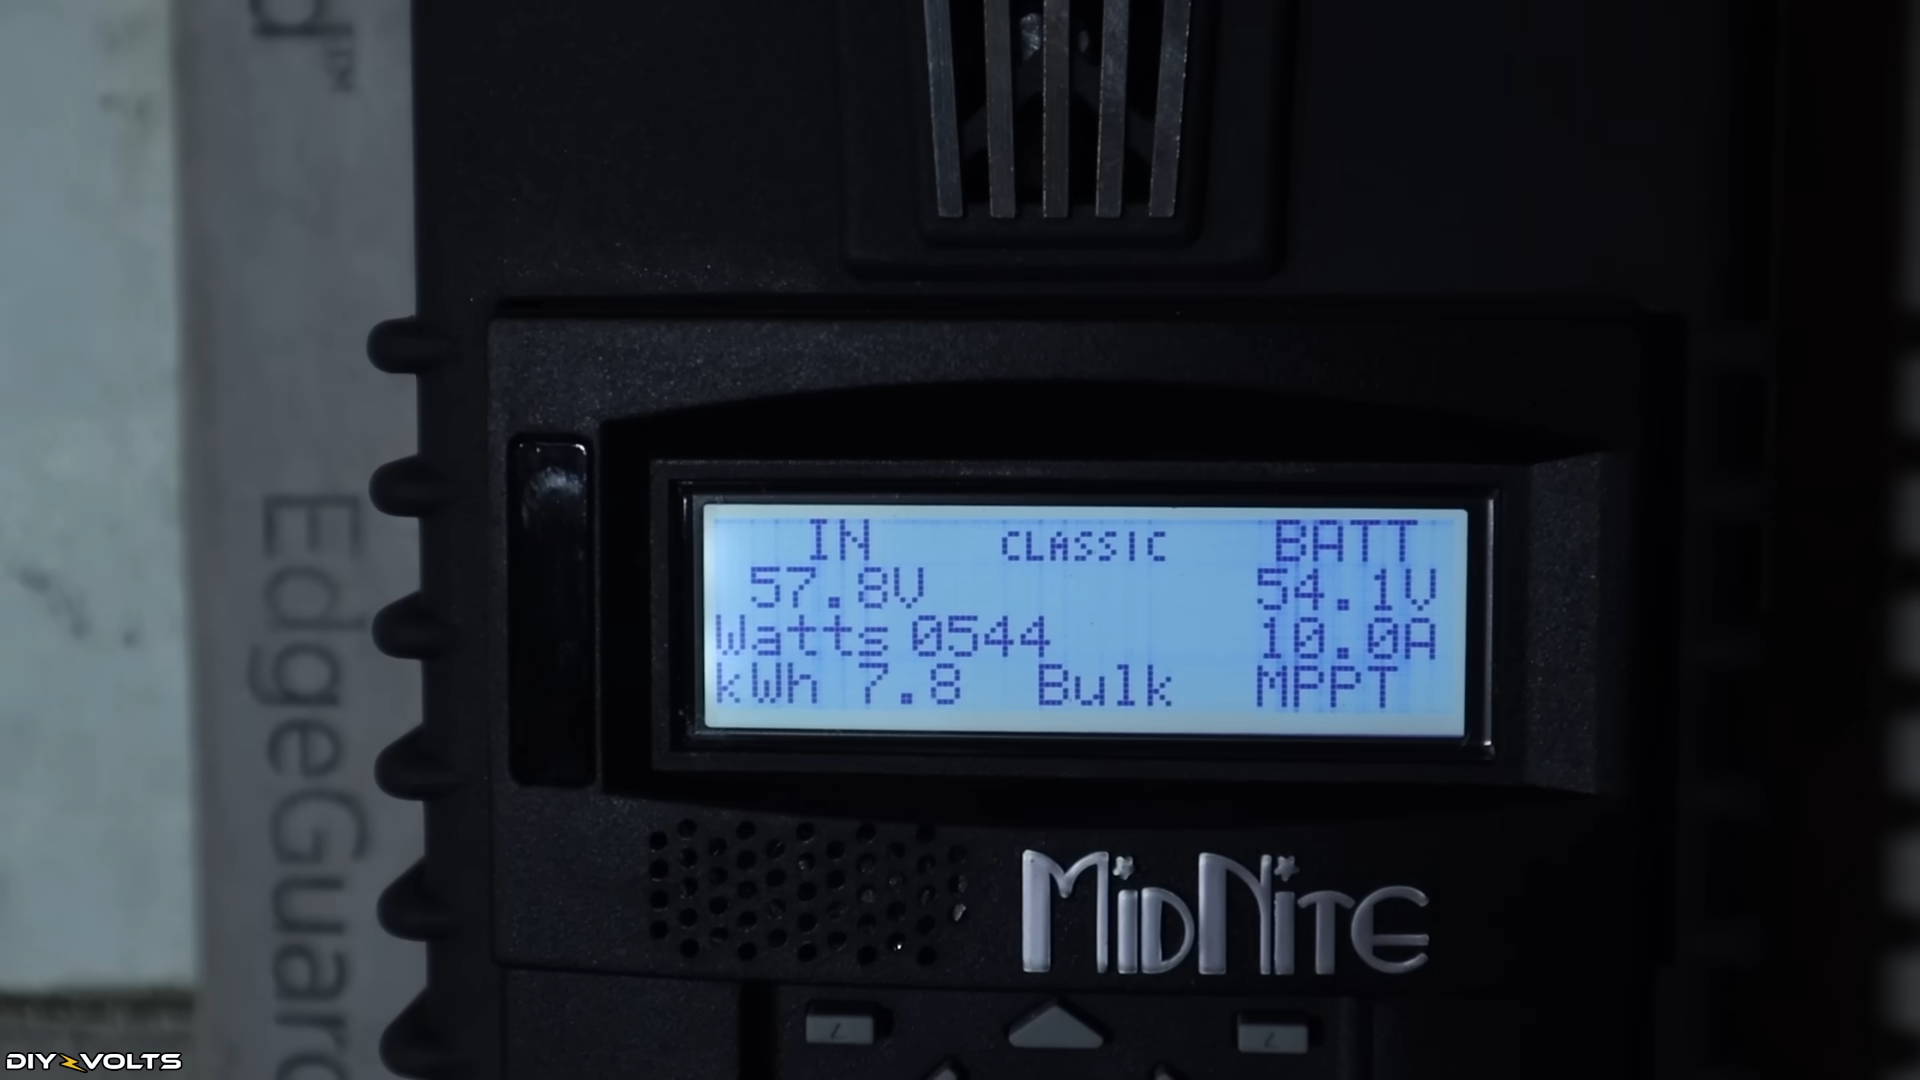 d™
EdgeGuard
IN CLASSIC BATT
57.8V 54.1V
Watts 0544 10.0A
kWh 7.8 Bulk MPPT
MIDNITE
DIY VOLTS